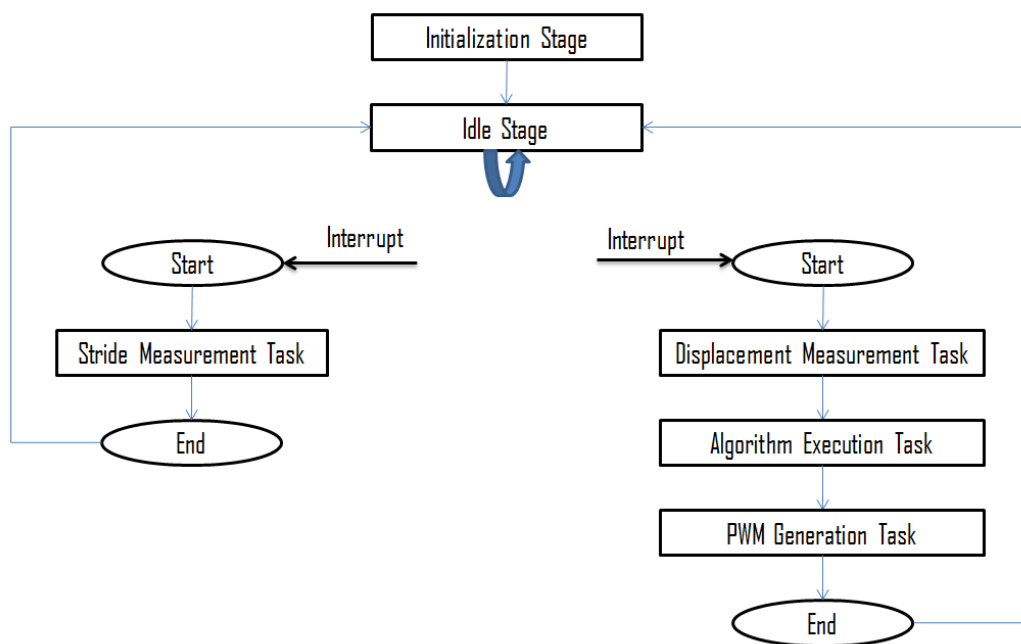 Initialization Stage
Idle Stage
Interrupt
Interrupt
Start
Start
Stride Measurement Task
Displacement Measurement Task
End
Algorithm Execution Task
PWM Generation Task
End